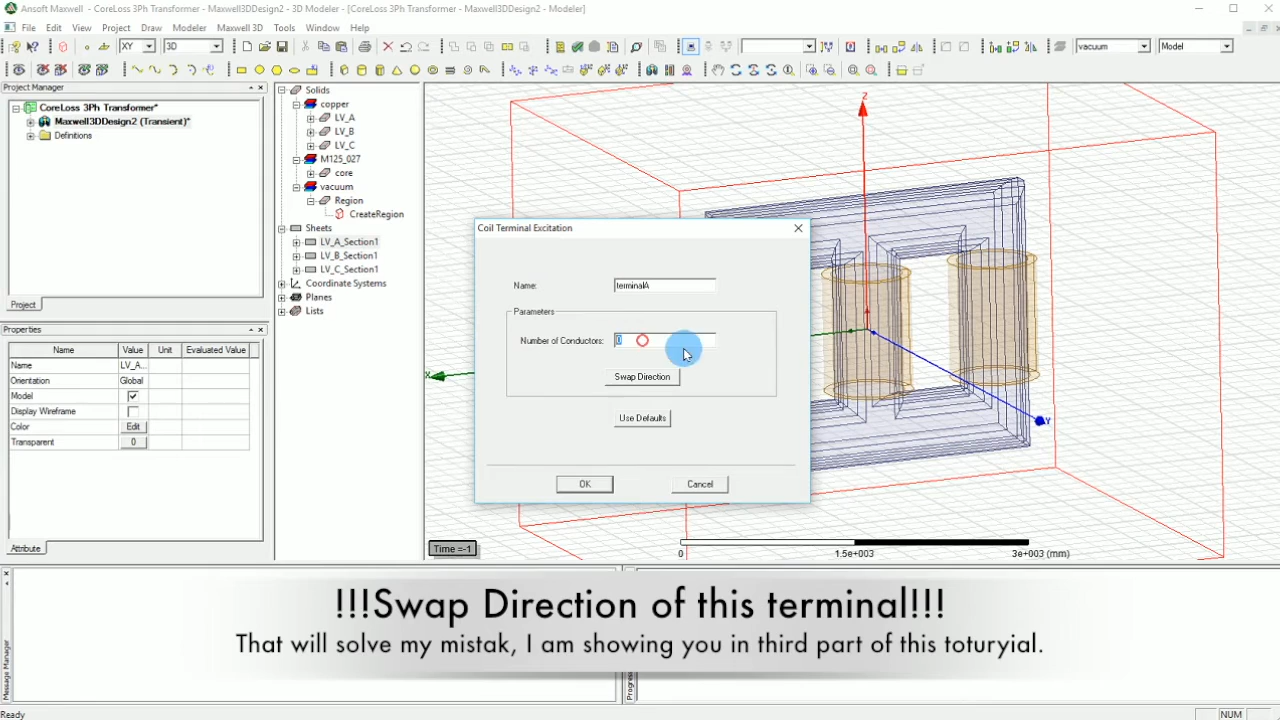 Ansoft Maxwell - CoreLoss 3Ph Transformer - Maxwell3DDesign2 - 3D Modeler - [CoreLoss 3Ph Transformer - Maxwell3DDesign2 - Modeler]
File Edit View Project Draw Modeler Maxwell 3D Tools Window Help
XY 3D vacuum Model
Project Manager
CoreLoss 3Ph Transformer*
Maxwell3DDesign2 (Transient)*
Definitions
Project
Properties
Name Value Unit Evaluated Value
Name LV_A...
Orientation Global
Model
Display Wireframe
Color Edit
Transparent 0
Attribute
Solids
copper
LV_A
LV_B
LV_C
M125_027
core
vacuum
Region
CreateRegion
Sheets
LV_A_Section1
LV_B_Section1
LV_C_Section1
Coordinate Systems
Planes
Lists
Z
X
Y
Coil Terminal Excitation
Name: terminalA
Parameters
Number of Conductors: 0
Swap Direction
Use Defaults
OK Cancel
Time =-1
0 1.5e+003 3e+003 (mm)
!!!Swap Direction of this terminal!!!
That will solve my mistak, I am showing you in third part of this toturyial.
Message Manager
Ready NUM